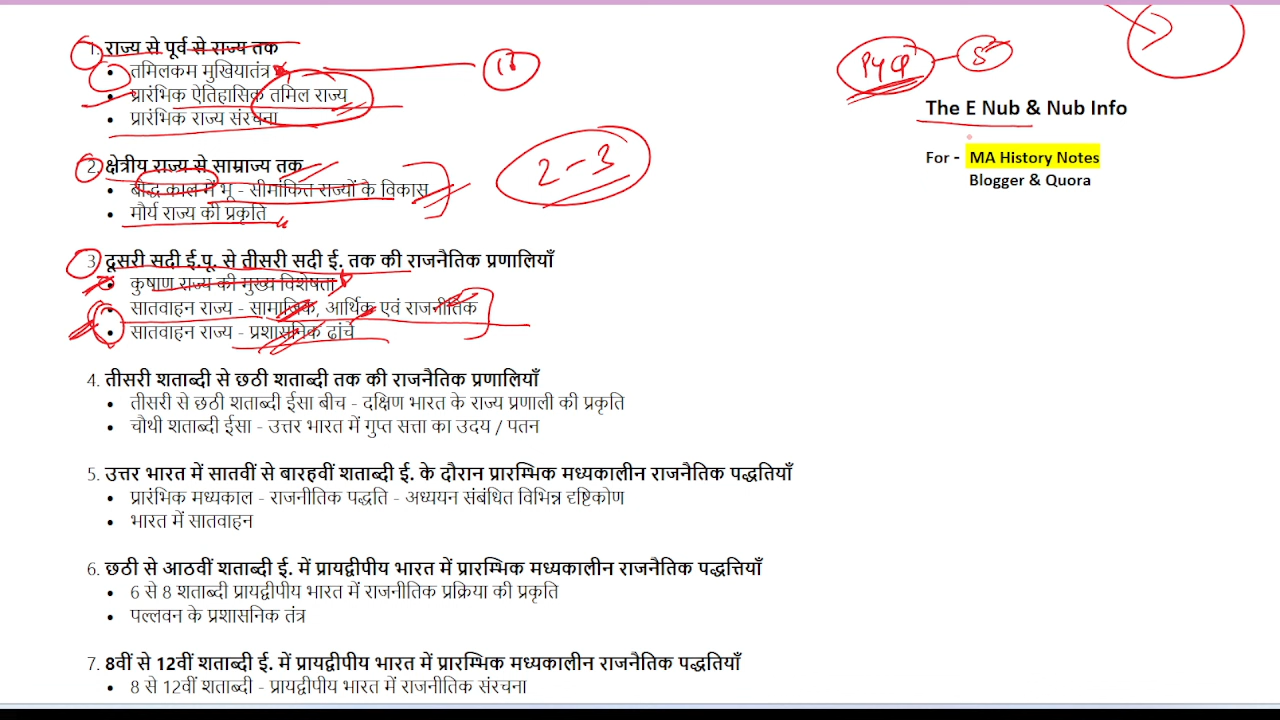 1. राज्य से पूर्व से राज्य तक
• तमिलकम मुखियातंत्र
• प्रारंभिक ऐतिहासिक तमिल राज्य
• प्रारंभिक राज्य संरचना
PYQ
The E Nub & Nub Info
For - MA History Notes
Blogger & Quora
2. क्षेत्रीय राज्य से साम्राज्य तक
• बौद्ध काल में भू - सीमांकित राज्यों के विकास
• मौर्य राज्य की प्रकृति
2 - 3
3. दूसरी सदी ई.पू. से तीसरी सदी ई. तक की राजनैतिक प्रणालियाँ
• कुषाण राज्य की मुख्य विशेषता
• सातवाहन राज्य - सामाजिक, आर्थिक एवं राजनीतिक
• सातवाहन राज्य - प्रशासनिक ढांचे
4. तीसरी शताब्दी से छठी शताब्दी तक की राजनैतिक प्रणालियाँ
• तीसरी से छठी शताब्दी ईसा बीच - दक्षिण भारत के राज्य प्रणाली की प्रकृति
• चौथी शताब्दी ईसा - उत्तर भारत में गुप्त सत्ता का उदय / पतन
5. उत्तर भारत में सातवीं से बारहवीं शताब्दी ई. के दौरान प्रारम्भिक मध्यकालीन राजनैतिक पद्धतियाँ
• प्रारंभिक मध्यकाल - राजनीतिक पद्धति - अध्ययन संबंधित विभिन्न दृष्टिकोण
• भारत में सातवाहन
6. छठी से आठवीं शताब्दी ई. में प्रायद्वीपीय भारत में प्रारम्भिक मध्यकालीन राजनैतिक पद्धत्तियाँ
• 6 से 8 शताब्दी प्रायद्वीपीय भारत में राजनीतिक प्रक्रिया की प्रकृति
• पल्लवन के प्रशासनिक तंत्र
7. 8वीं से 12वीं शताब्दी ई. में प्रायद्वीपीय भारत में प्रारम्भिक मध्यकालीन राजनैतिक पद्धतियाँ
• 8 से 12वीं शताब्दी - प्रायद्वीपीय भारत में राजनीतिक संरचना